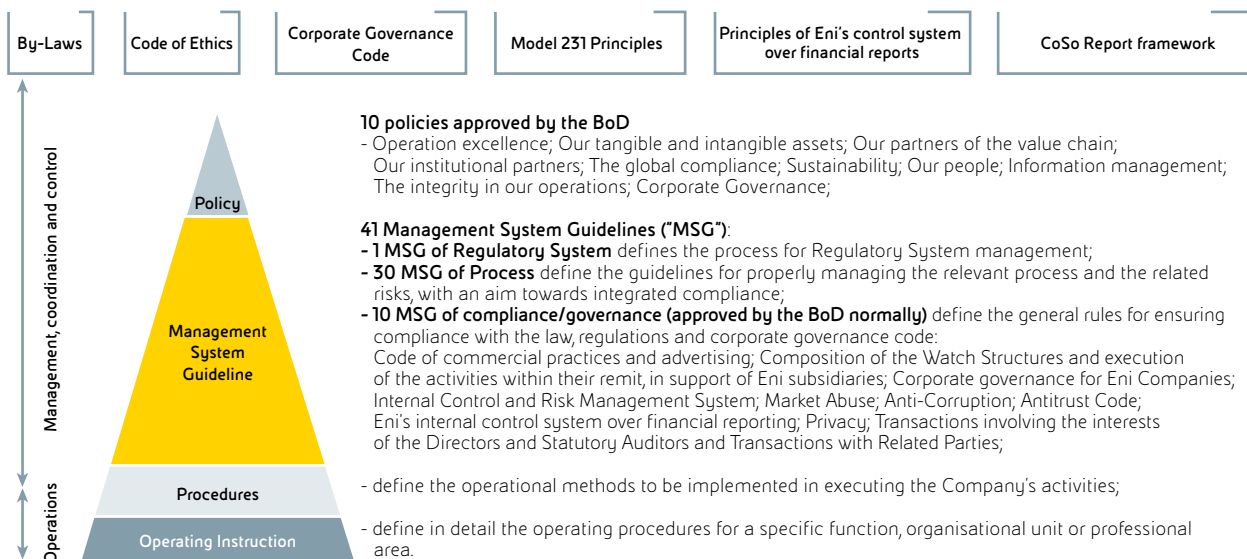 By-Laws
Code of Ethics
Corporate Governance
Code
Model 231 Principles
Principles of Eni's control system
over financial reports
CoSo Report framework
Management, coordination and control
Operations
Policy
Management
System
Guideline
Procedures
Operating Instruction
10 policies approved by the BoD
- Operation excellence; Our tangible and intangible assets; Our partners of the value chain;
Our institutional partners; The global compliance; Sustainability; Our people; Information management;
The integrity in our operations; Corporate Governance;
41 Management System Guidelines ("MSG"):
- 1 MSG of Regulatory System defines the process for Regulatory System management;
- 30 MSG of Process define the guidelines for properly managing the relevant process and the related
risks, with an aim towards integrated compliance;
- 10 MSG of compliance/governance (approved by the BoD normally) define the general rules for ensuring
compliance with the law, regulations and corporate governance code:
Code of commercial practices and advertising; Composition of the Watch Structures and execution
of the activities within their remit, in support of Eni subsidiaries; Corporate governance for Eni Companies;
Internal Control and Risk Management System; Market Abuse; Anti-Corruption; Antitrust Code;
Eni's internal control system over financial reporting; Privacy; Transactions involving the interests
of the Directors and Statutory Auditors and Transactions with Related Parties;
- define the operational methods to be implemented in executing the Company's activities;
- define in detail the operating procedures for a specific function, organisational unit or professional
area.